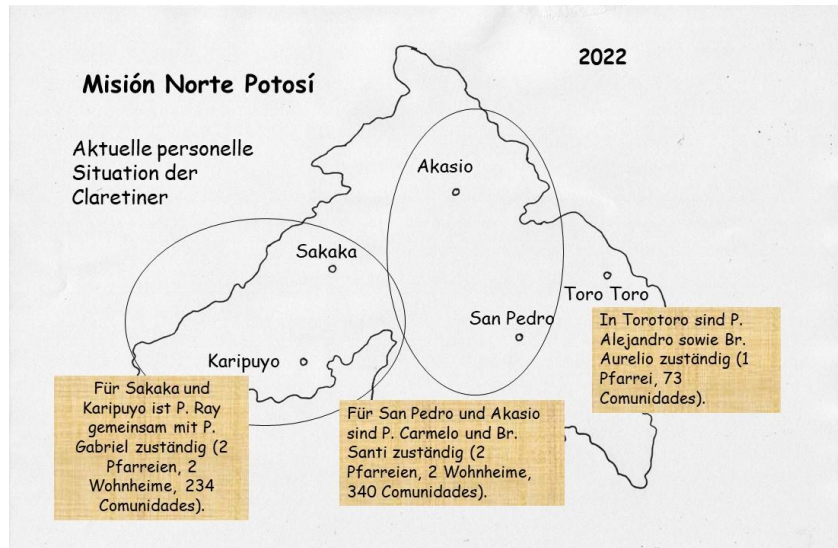 2022
Misión Norte Potosí
Aktuelle personelle
Situation der
Claretiner
Akasio
Sakaka
Toro Toro
San Pedro
Karipuyo
In Torotoro sind P.
Alejandro sowie Br.
Aurelio zuständig (1
Pfarrei, 73
Comunidades).
Für Sakaka und
Karipuyo ist P. Ray
gemeinsam mit P.
Gabriel zuständig (2
Pfarreien, 2
Wohnheime, 234
Comunidades).
Für San Pedro und Akasio
sind P. Carmelo und Br.
Santi zuständig (2
Pfarreien, 2 Wohnheime,
340 Comunidades).